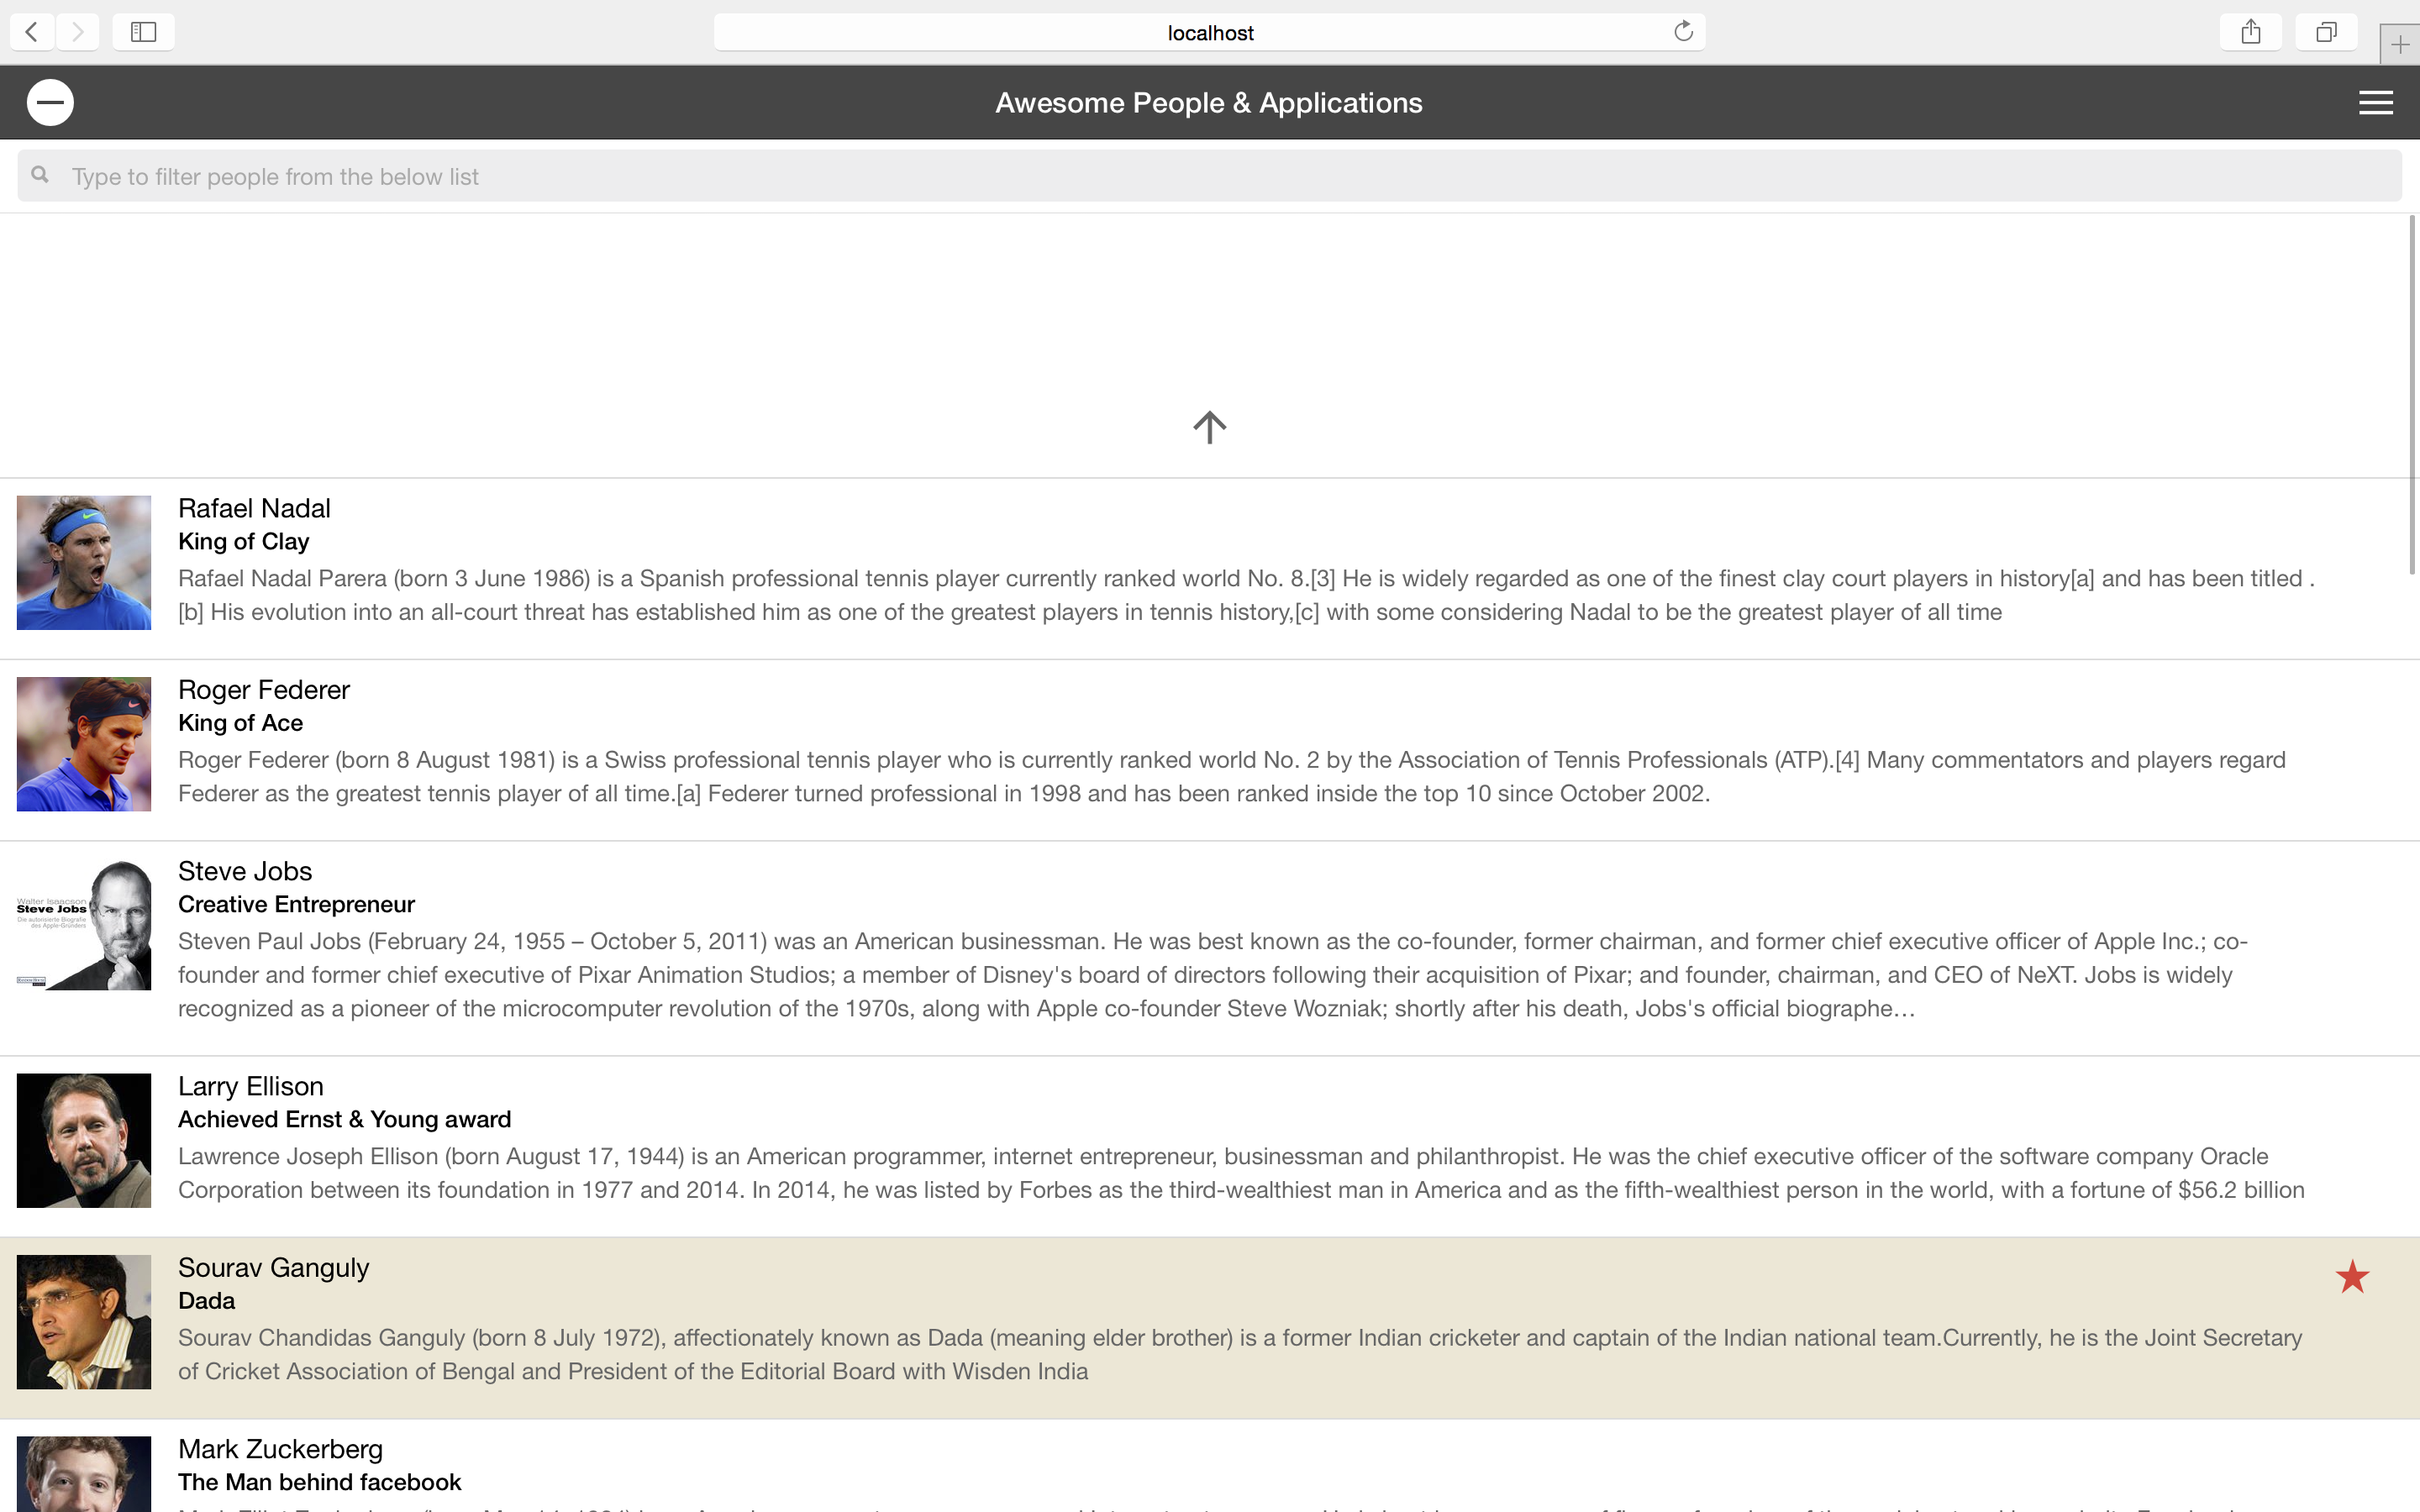 localhost
Awesome People & Applications
Type to filter people from the below list
Rafael Nadal
King of Clay
Rafael Nadal Parera (born 3 June 1986) is a Spanish professional tennis player currently ranked world No. 8.[3] He is widely regarded as one of the finest clay court players in history[a] and has been titled .
[b] His evolution into an all-court threat has established him as one of the greatest players in tennis history,[c] with some considering Nadal to be the greatest player of all time
Roger Federer
King of Ace
Roger Federer (born 8 August 1981) is a Swiss professional tennis player who is currently ranked world No. 2 by the Association of Tennis Professionals (ATP).[4] Many commentators and players regard
Federer as the greatest tennis player of all time.[a] Federer turned professional in 1998 and has been ranked inside the top 10 since October 2002.
Walter Isaacson
Steve Jobs
Die autorisierte Biografie
des Apple-Gründers
Steve Jobs
Creative Entrepreneur
Steven Paul Jobs (February 24, 1955 – October 5, 2011) was an American businessman. He was best known as the co-founder, former chairman, and former chief executive officer of Apple Inc.; co-
founder and former chief executive of Pixar Animation Studios; a member of Disney's board of directors following their acquisition of Pixar; and founder, chairman, and CEO of NeXT. Jobs is widely
recognized as a pioneer of the microcomputer revolution of the 1970s, along with Apple co-founder Steve Wozniak; shortly after his death, Jobs's official biographe…
Larry Ellison
Achieved Ernst & Young award
Lawrence Joseph Ellison (born August 17, 1944) is an American programmer, internet entrepreneur, businessman and philanthropist. He was the chief executive officer of the software company Oracle
Corporation between its foundation in 1977 and 2014. In 2014, he was listed by Forbes as the third-wealthiest man in America and as the fifth-wealthiest person in the world, with a fortune of $56.2 billion
Sourav Ganguly
Dada
Sourav Chandidas Ganguly (born 8 July 1972), affectionately known as Dada (meaning elder brother) is a former Indian cricketer and captain of the Indian national team.Currently, he is the Joint Secretary
of Cricket Association of Bengal and President of the Editorial Board with Wisden India
Mark Zuckerberg
The Man behind facebook